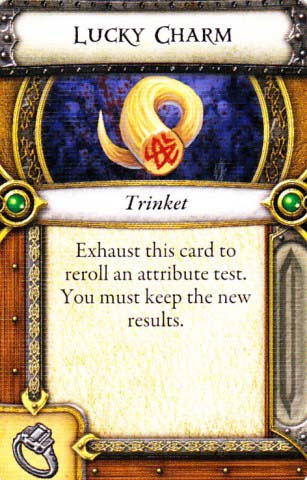 Lucky Charm
Trinket
Exhaust this card to
reroll an attribute test.
You must keep the new
results.